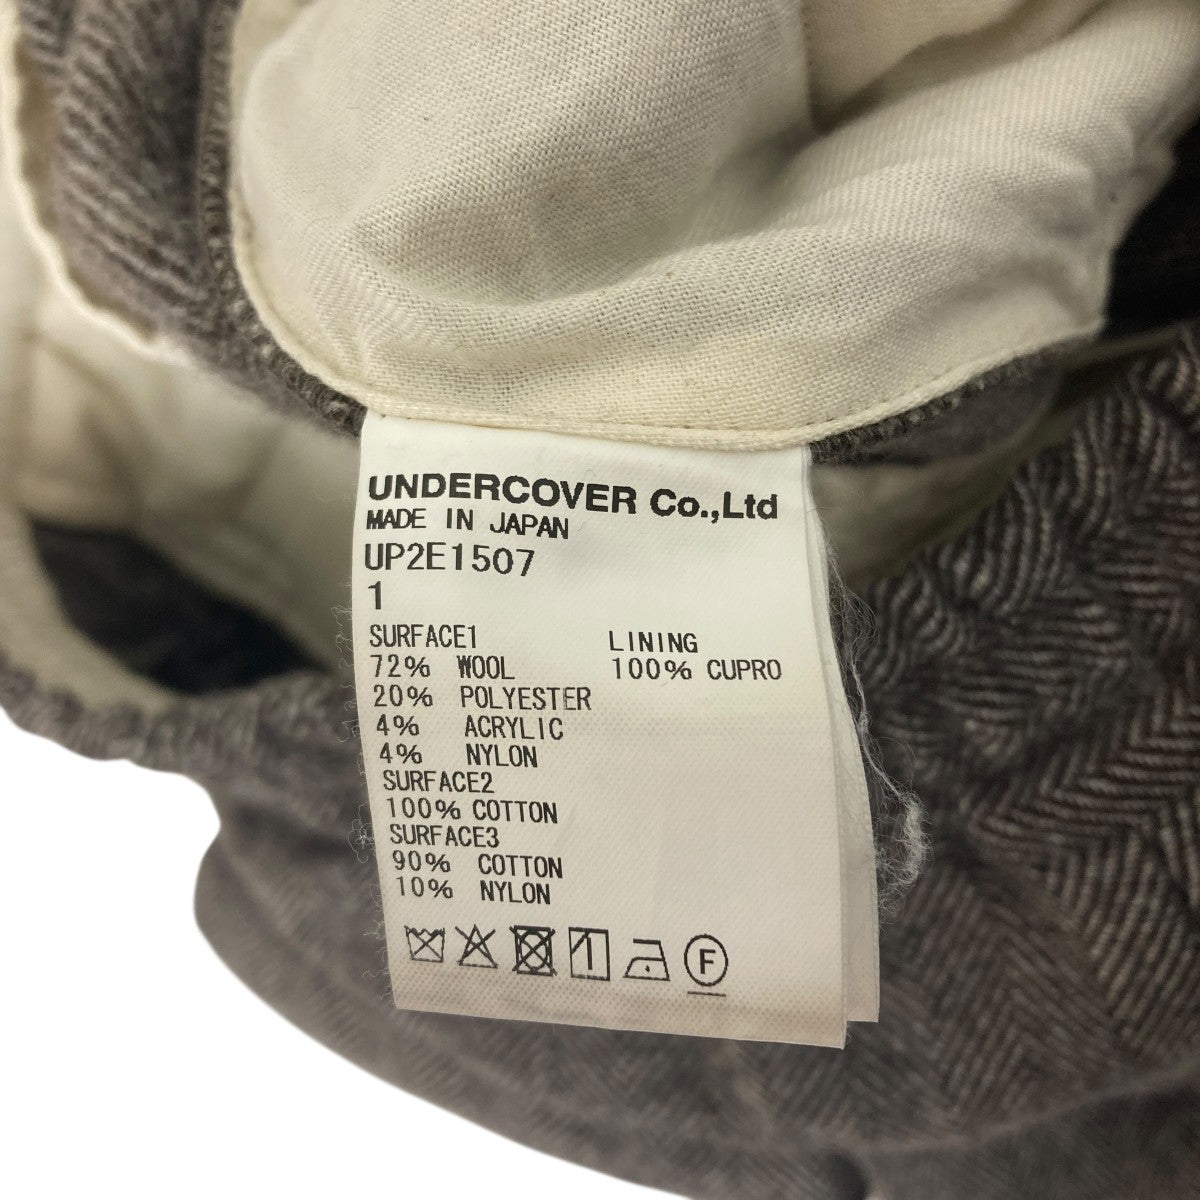 UNDERCOVER Co.,Ltd
MADE IN JAPAN
UP2E1507
1
SURFACE1
72% WOOL
20% POLYESTER
4% ACRYLIC
4% NYLON
SURFACE2
100% COTTON
SURFACE3
90% COTTON
10% NYLON
LINING
100% CUPRO
F